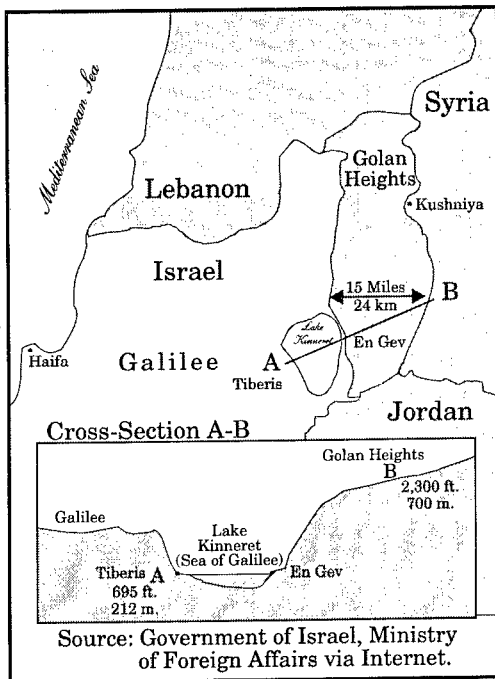 Mediterranean Sea
Syria
Golan
Heights
Lebanon
Kushniya
Israel
15 Miles
24 km
B
Lake
Kinneret
En Gev
Haifa
Galilee
A
Tiberis
Jordan
Cross-Section A-B
Golan Heights
B
2,300 ft.
700 m.
Galilee
Lake
Kinneret
(Sea of Galilee)
Tiberis A
En Gev
695 ft.
212 m.
Source: Government of Israel, Ministry
of Foreign Affairs via Internet.